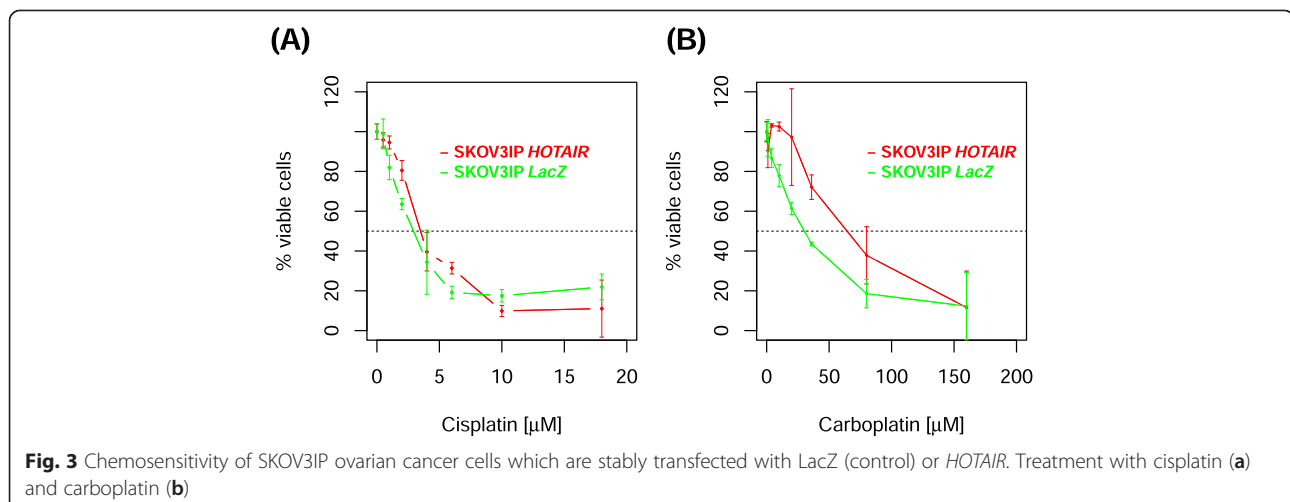 (A)
120
100
80
60
40
20
0
% viable cells
– SKOV3IP HOTAIR
– SKOV3IP LacZ
0 5 10 15 20
Cisplatin [μM]
(B)
120
80
60
40
20
0
% viable cells
– SKOV3IP HOTAIR
– SKOV3IP LacZ
0 50 100 150 200
Carboplatin [μM]
Fig. 3 Chemosensitivity of SKOV3IP ovarian cancer cells which are stably transfected with LacZ (control) or HOTAIR. Treatment with cisplatin (a)
and carboplatin (b)